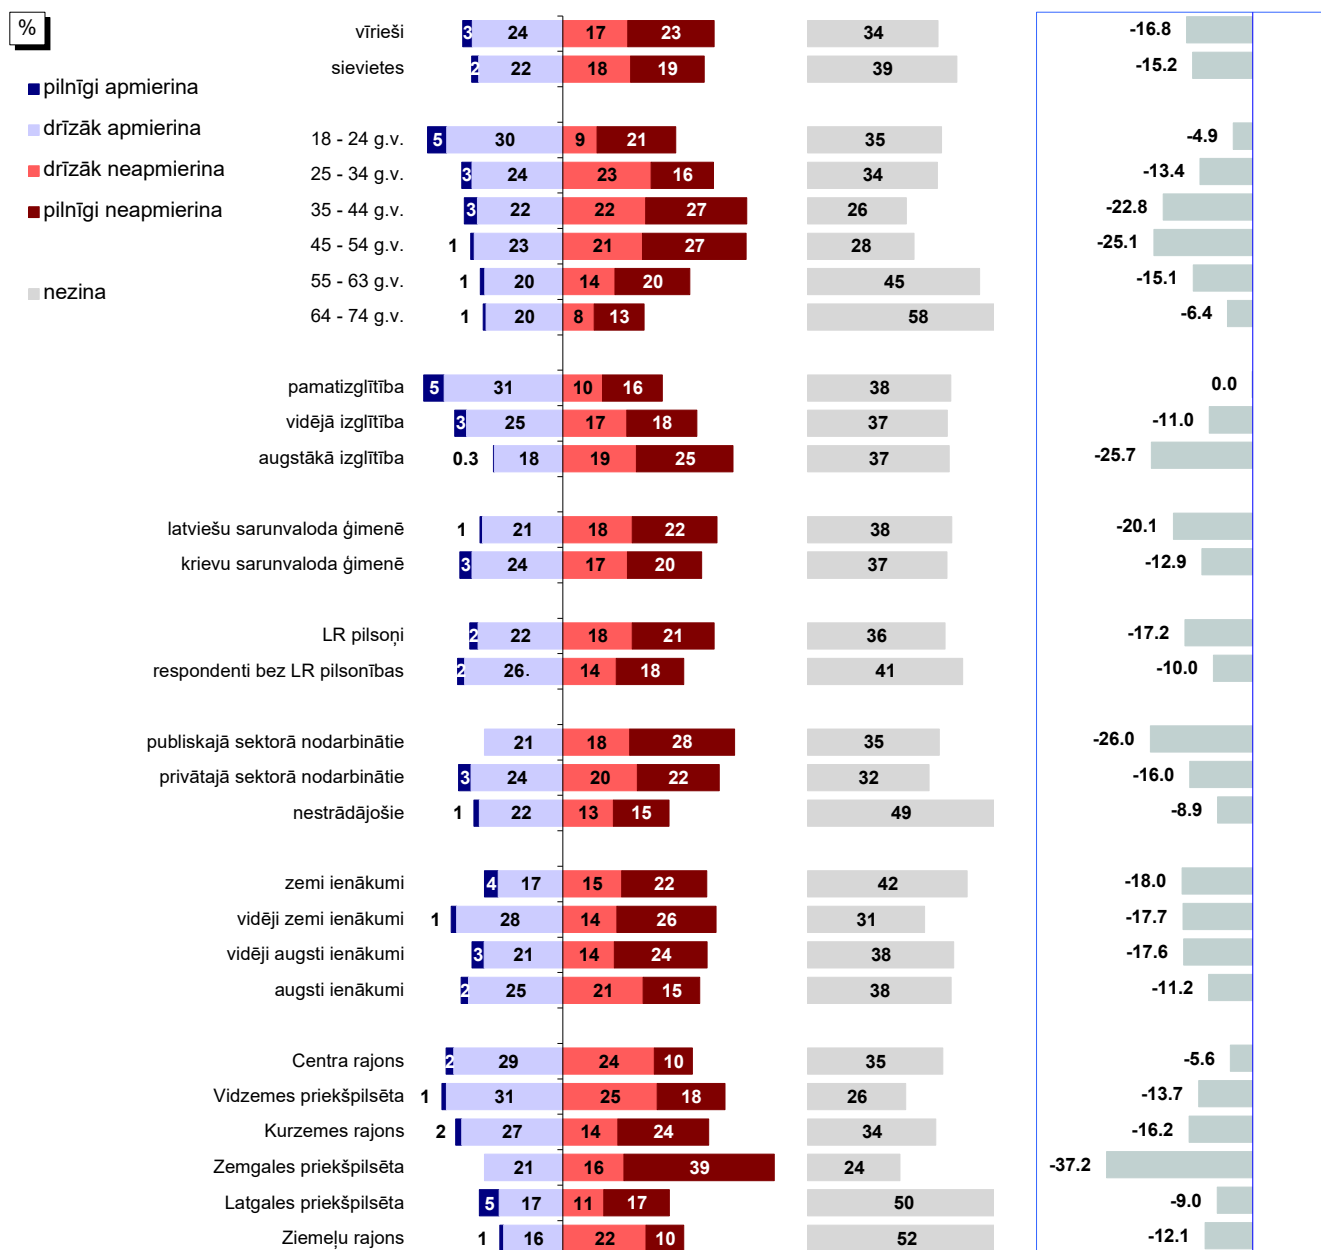 %
pilnīgi apmierina
drīzāk apmierina
drīzāk neapmierina
pilnīgi neapmierina
nezina
vīrieši 3 24 17 23 34 -16.8
sievietes 2 22 18 19 39 -15.2
18 - 24 g.v. 5 30 9 21 35 -4.9
25 - 34 g.v. 3 24 23 16 34 -13.4
35 - 44 g.v. 3 22 22 27 26 -22.8
45 - 54 g.v. 1 23 21 27 28 -25.1
55 - 63 g.v. 1 20 14 20 45 -15.1
64 - 74 g.v. 1 20 8 13 58 -6.4
pamatizglītība 5 31 10 16 38 0.0
vidējā izglītība 3 25 17 18 37 -11.0
augstākā izglītība 0.3 18 19 25 37 -25.7
latviešu sarunvaloda ģimenē 1 21 18 22 38 -20.1
krievu sarunvaloda ģimenē 3 24 17 20 37 -12.9
LR pilsoņi 2 22 18 21 36 -17.2
respondenti bez LR pilsonības 2 26. 14 18 41 -10.0
publiskajā sektorā nodarbinātie 21 18 28 35 -26.0
privātajā sektorā nodarbinātie 3 24 20 22 32 -16.0
nestrādājošie 1 22 13 15 49 -8.9
zemi ienākumi 4 17 15 22 42 -18.0
vidēji zemi ienākumi 1 28 14 26 31 -17.7
vidēji augsti ienākumi 3 21 14 24 38 -17.6
augsti ienākumi 2 25 21 15 38 -11.2
Centra rajons 2 29 24 10 35 -5.6
Vidzemes priekšpilsēta 1 31 25 18 26 -13.7
Kurzemes rajons 2 27 14 24 34 -16.2
Zemgales priekšpilsēta 21 16 39 24 -37.2
Latgales priekšpilsēta 5 17 11 17 50 -9.0
Ziemeļu rajons 1 16 22 10 52 -12.1